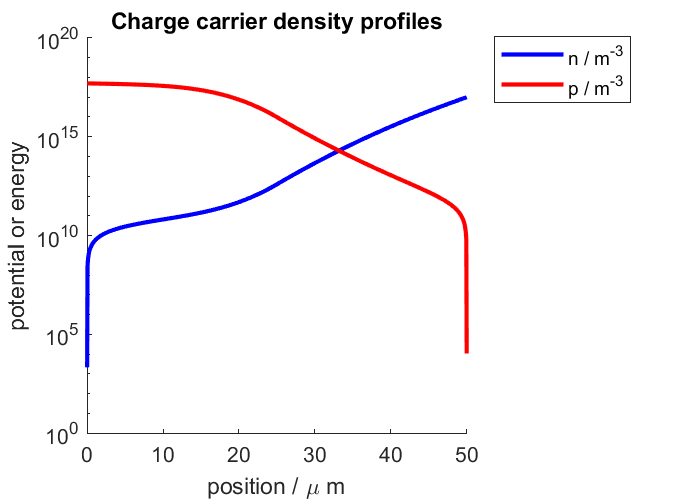 Charge carrier density profiles
10^20
10^15
10^10
10^5
10^0
potential or energy
0
10
20
30
40
50
position / μ m
n / m^-3
p / m^-3